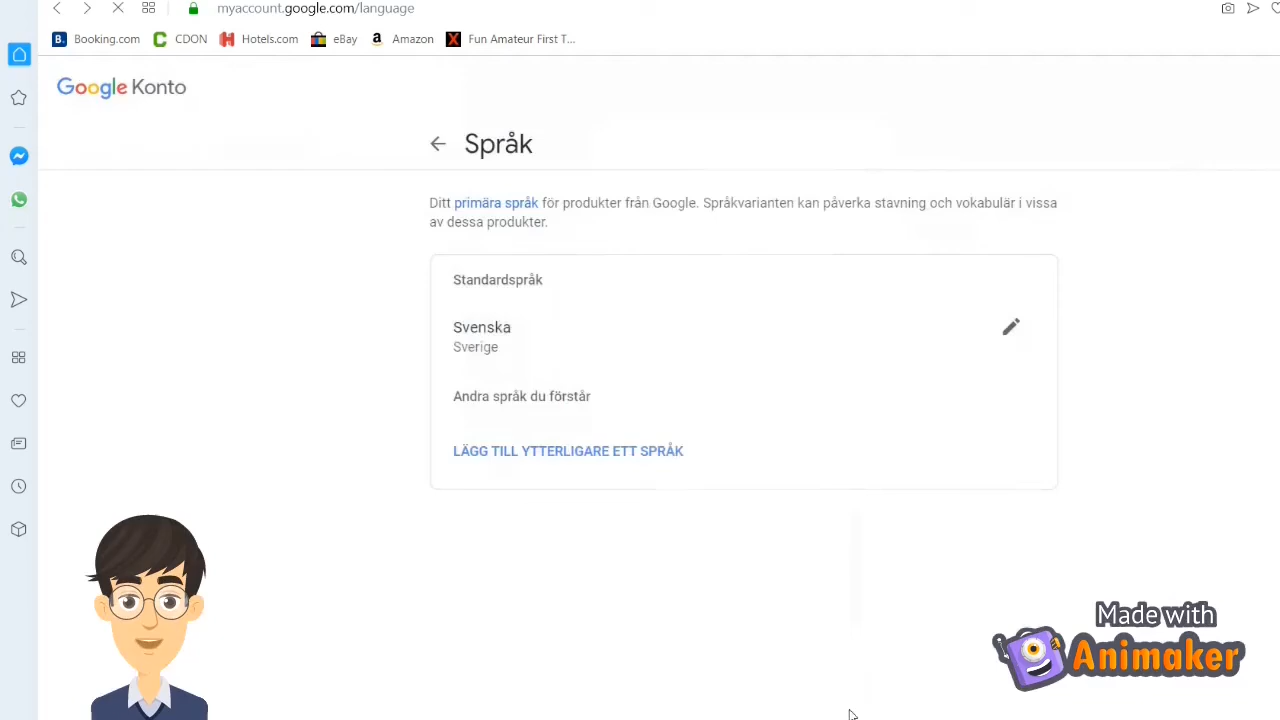 myaccount.google.com/language
Booking.com CDON Hotels.com eBay Amazon Fun Amateur First T...
Google Konto
Språk
Ditt primära språk för produkter från Google. Språkvarianten kan påverka stavning och vokabulär i vissa
av dessa produkter.
Standardspråk
Svenska
Sverige
Andra språk du förstår
LÄGG TILL YTTERLIGARE ETT SPRÅK
Made with
Animaker